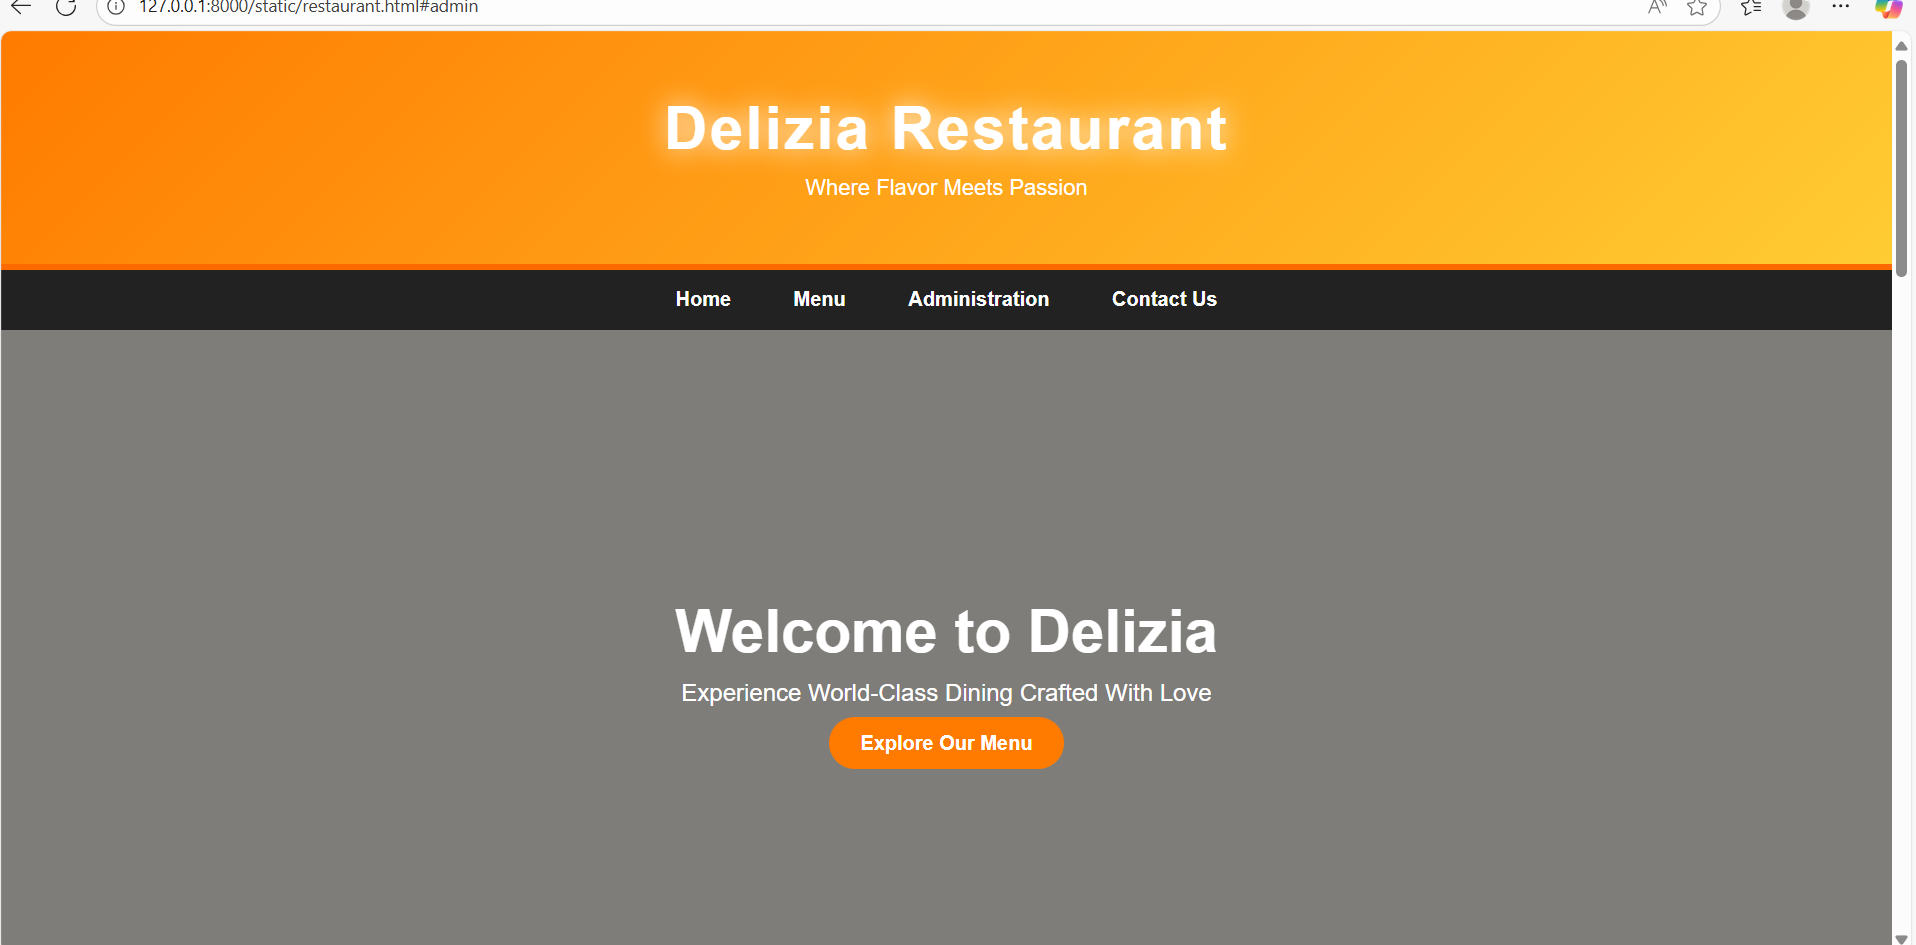 127.0.0.1:8000/static/restaurant.html#admin
Delizia Restaurant
Where Flavor Meets Passion
Home Menu Administration Contact Us
Welcome to Delizia
Experience World-Class Dining Crafted With Love
Explore Our Menu